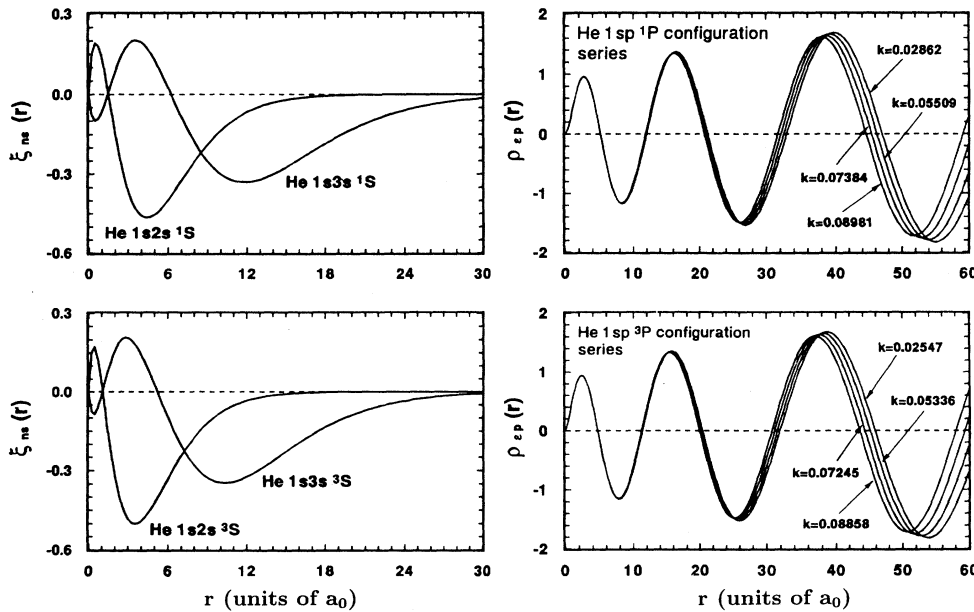 0.3
0.0
-0.3
-0.6
ξ ns (r)
He 1s3s ¹S
He 1s2s ¹S
0 6 12 18 24 30
2
1
0
-1
-2
ρ εp (r)
He 1sp ¹P configuration
series
k=0.02862
k=0.05509
k=0.07384
k=0.08981
0 10 20 30 40 50 60
0.3
0.0
-0.3
-0.6
ξ ns (r)
He 1s3s ³S
He 1s2s ³S
0 6 12 18 24 30
r (units of a₀)
2
1
0
-1
-2
ρ εp (r)
He 1sp ³P configuration
series
k=0.02547
k=0.05336
k=0.07245
k=0.08858
0 10 20 30 40 50 60
r (units of a₀)